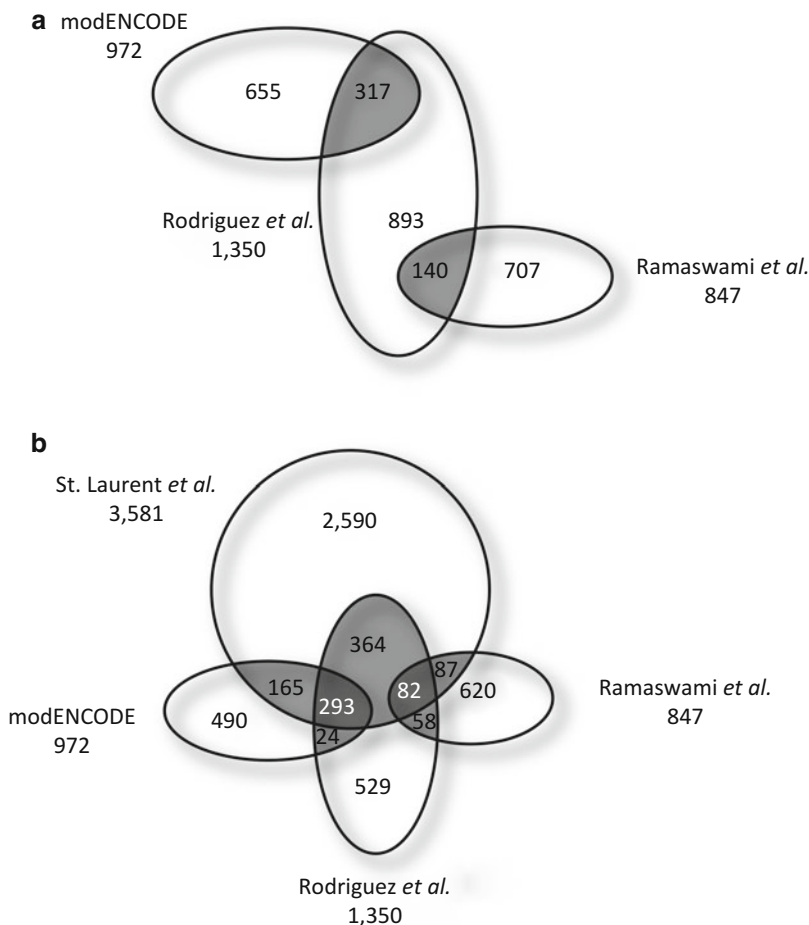 a
modENCODE
972
655
317
Rodriguez et al.
1,350
893
140
707
Ramaswami et al.
847
b
St. Laurent et al.
3,581
2,590
364
165
293
82
87
620
490
24
58
modENCODE
972
Ramaswami et al.
847
529
Rodriguez et al.
1,350